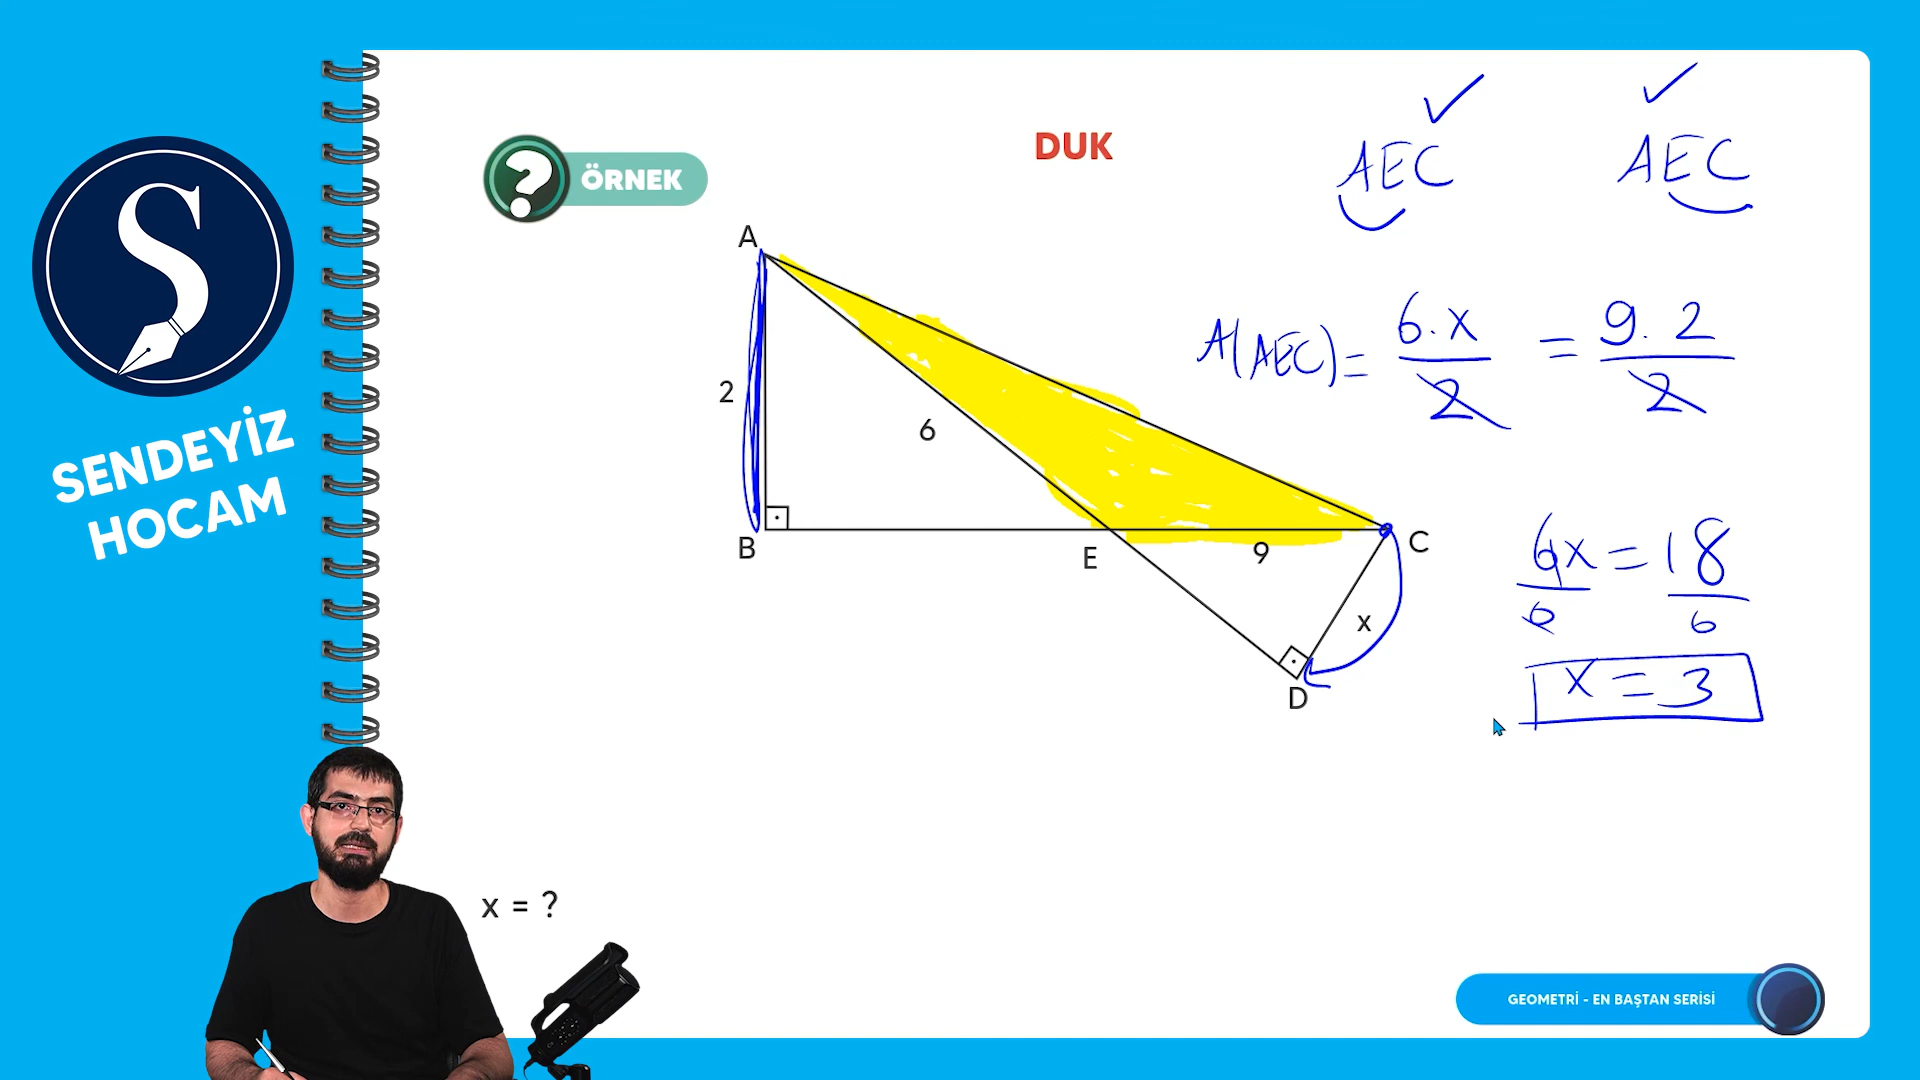 S
SENDEYİZ
HOCAM
? ÖRNEK
DUK
AEC
AEC
A
2
6
B
E
9
C
x
D
A(AEC) = 6.x / 2 = 9.2 / 2
6x = 18
6 6
x = 3
x = ?
GEOMETRİ - EN BAŞTAN SERİSİ